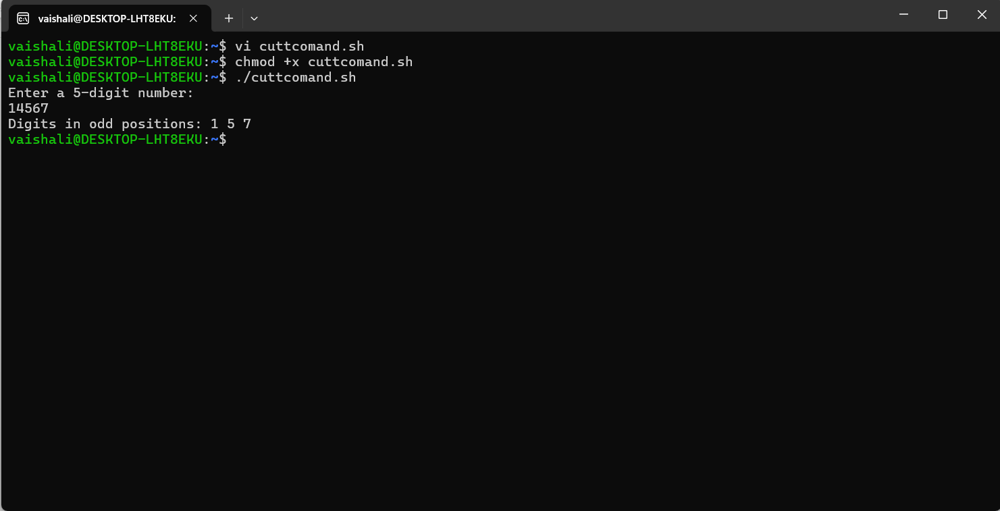 vaishali@DESKTOP-LHT8EKU:
vaishali@DESKTOP-LHT8EKU:~$ vi cuttcomand.sh
vaishali@DESKTOP-LHT8EKU:~$ chmod +x cuttcomand.sh
vaishali@DESKTOP-LHT8EKU:~$ ./cuttcomand.sh
Enter a 5-digit number:
14567
Digits in odd positions: 1 5 7
vaishali@DESKTOP-LHT8EKU:~$